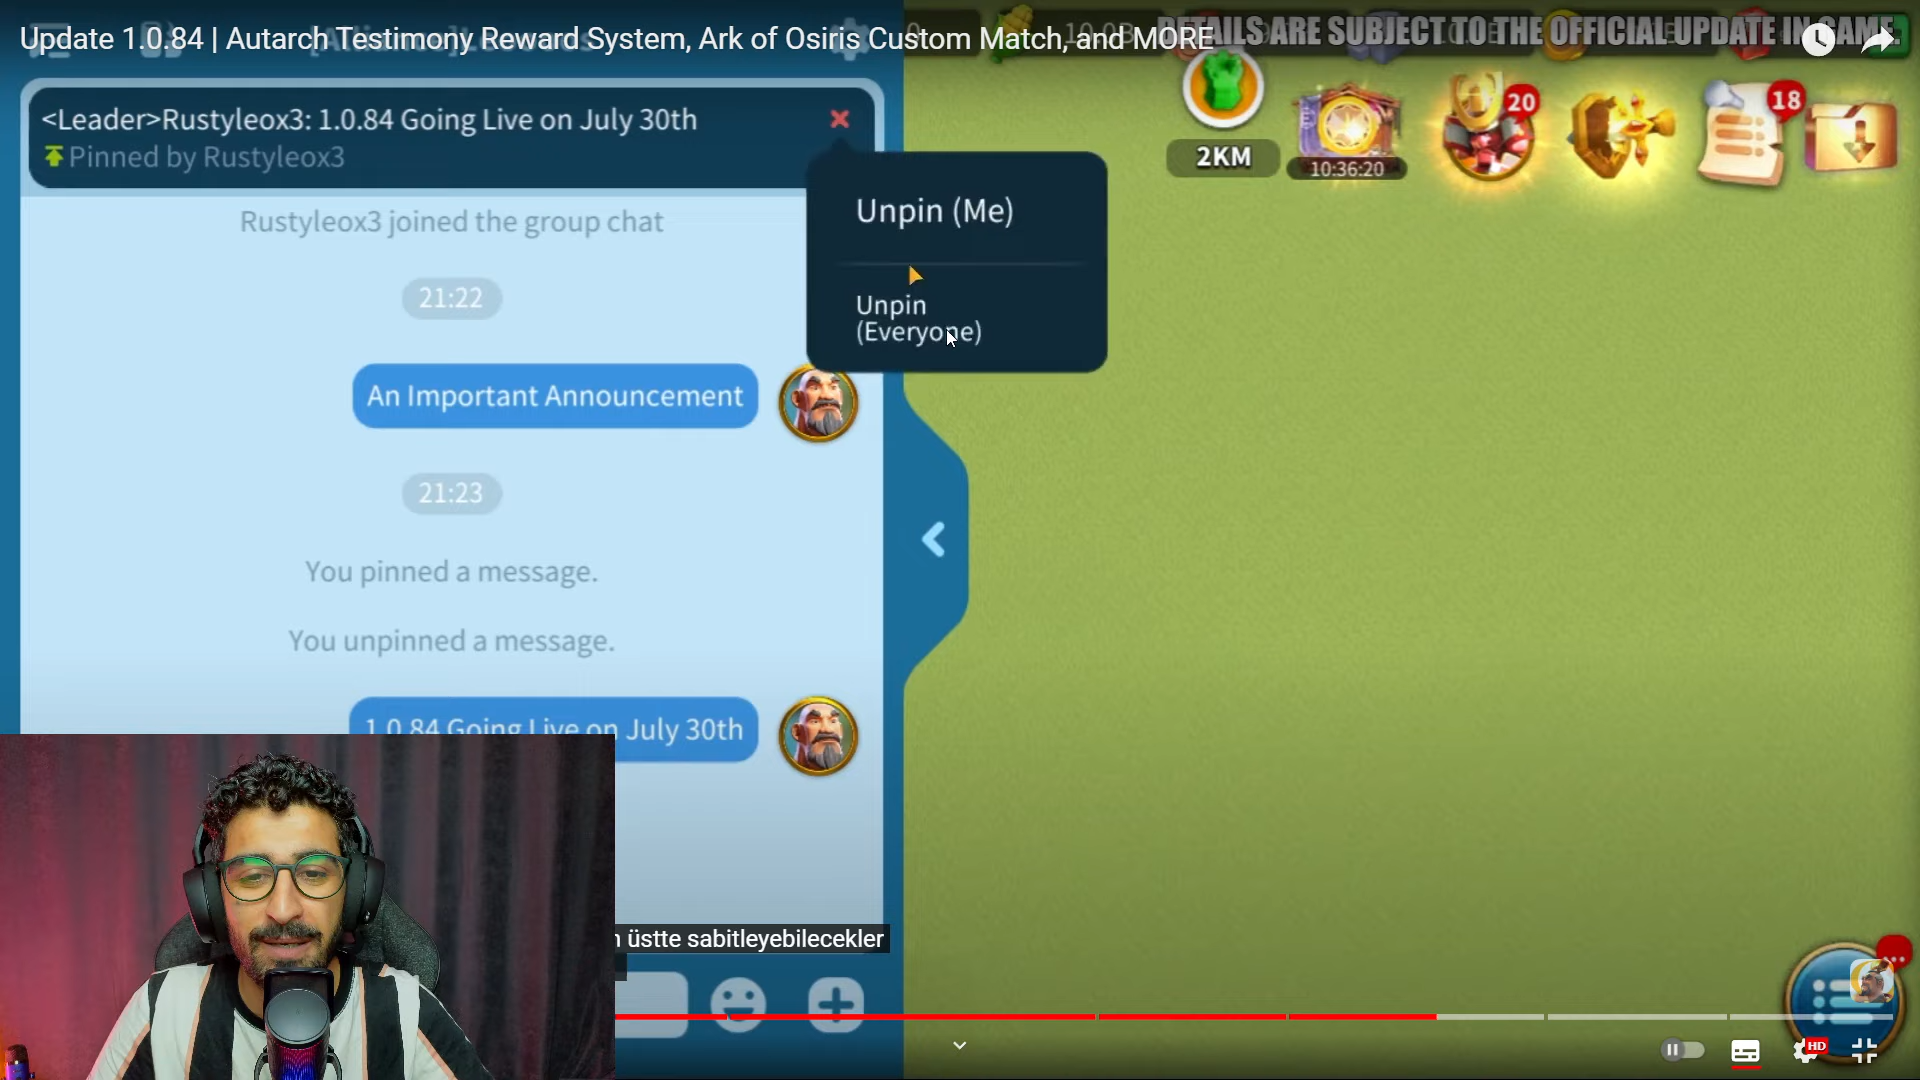 Update 1.0.84 | Autarch Testimony Reward System, Ark of Osiris Custom Match, and MORE
DETAILS ARE SUBJECT TO THE OFFICIAL UPDATE IN GAME.
<Leader>Rustyleox3: 1.0.84 Going Live on July 30th
Pinned by Rustyleox3
2KM
10:36:20
20
18
Unpin (Me)
Unpin
(Everyone)
Rustyleox3 joined the group chat
21:22
An Important Announcement
21:23
You pinned a message.
You unpinned a message.
1.0.84 Going Live on July 30th
üstte sabitleyebilecekler
HD